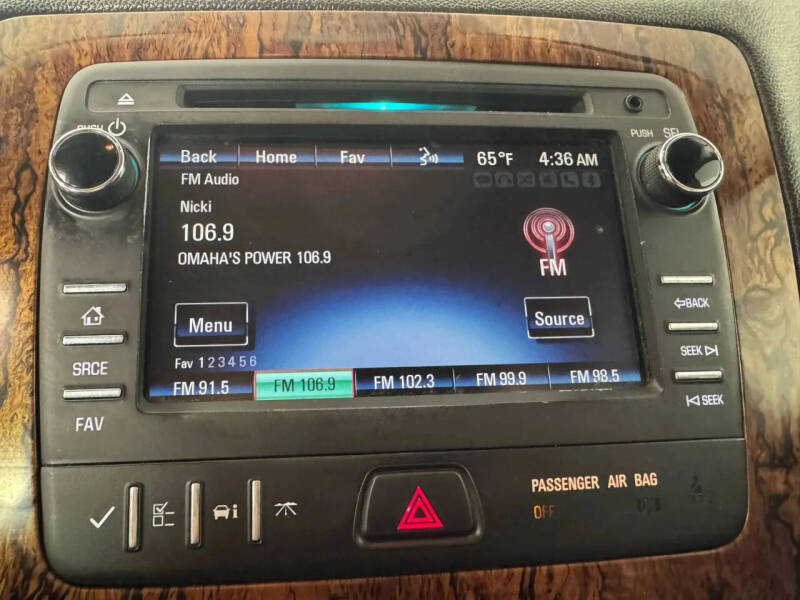 PUSH
PUSH SEL
Back Home Fav 65°F 4:36 AM
FM Audio
Nicki
106.9
OMAHA'S POWER 106.9
FM
Menu
Source
Fav 1 2 3 4 5 6
FM 91.5 FM 106.9 FM 102.3 FM 99.9 FM 98.5
SRCE
FAV
BACK
SEEK
SEEK
PASSENGER AIR BAG
OFF